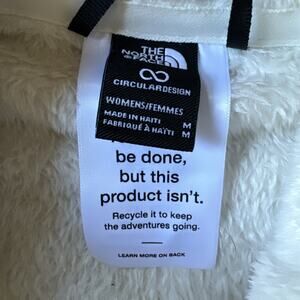 THE
NORTH
FACE
CIRCULARDESIGN
WOMENS/FEMMES
MADE IN HAITI M
FABRIQUÉ À HAÏTI M
be done,
but this
product isn't.
Recycle it to keep
the adventures going.
LEARN MORE ON BACK